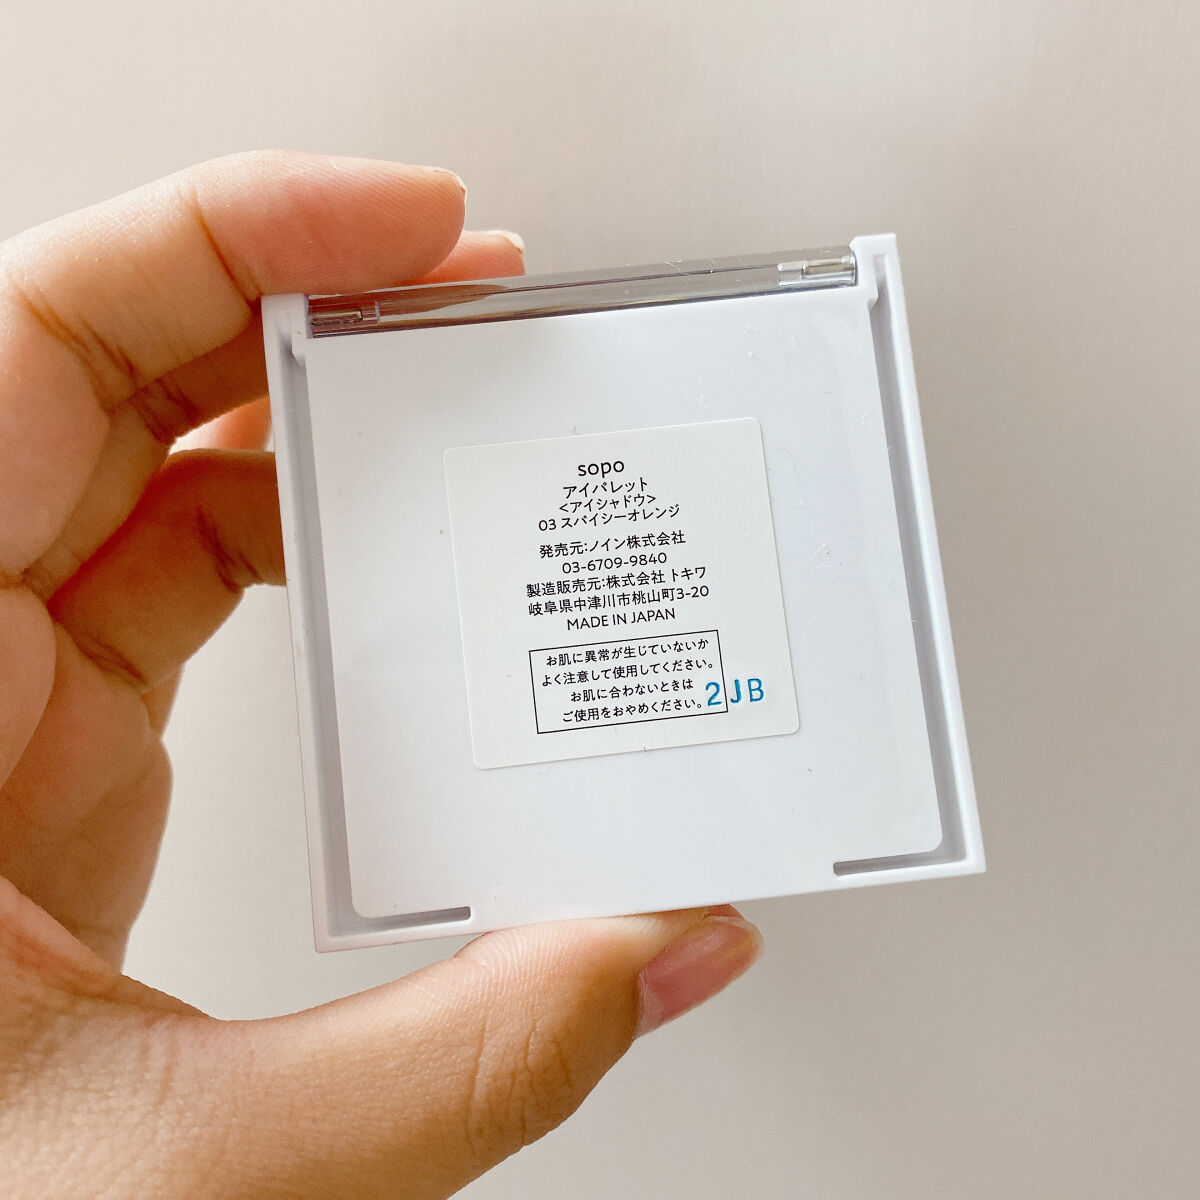 sopo
アイパレット
<アイシャドウ>
03 スパイシーオレンジ
発売元:ノイン株式会社
03-6709-9840
製造販売元:株式会社 トキワ
岐阜県中津川市桃山町3-20
MADE IN JAPAN
お肌に異常が生じていないか
よく注意して使用してください。
お肌に合わないときは
ご使用をおやめください。
2JB